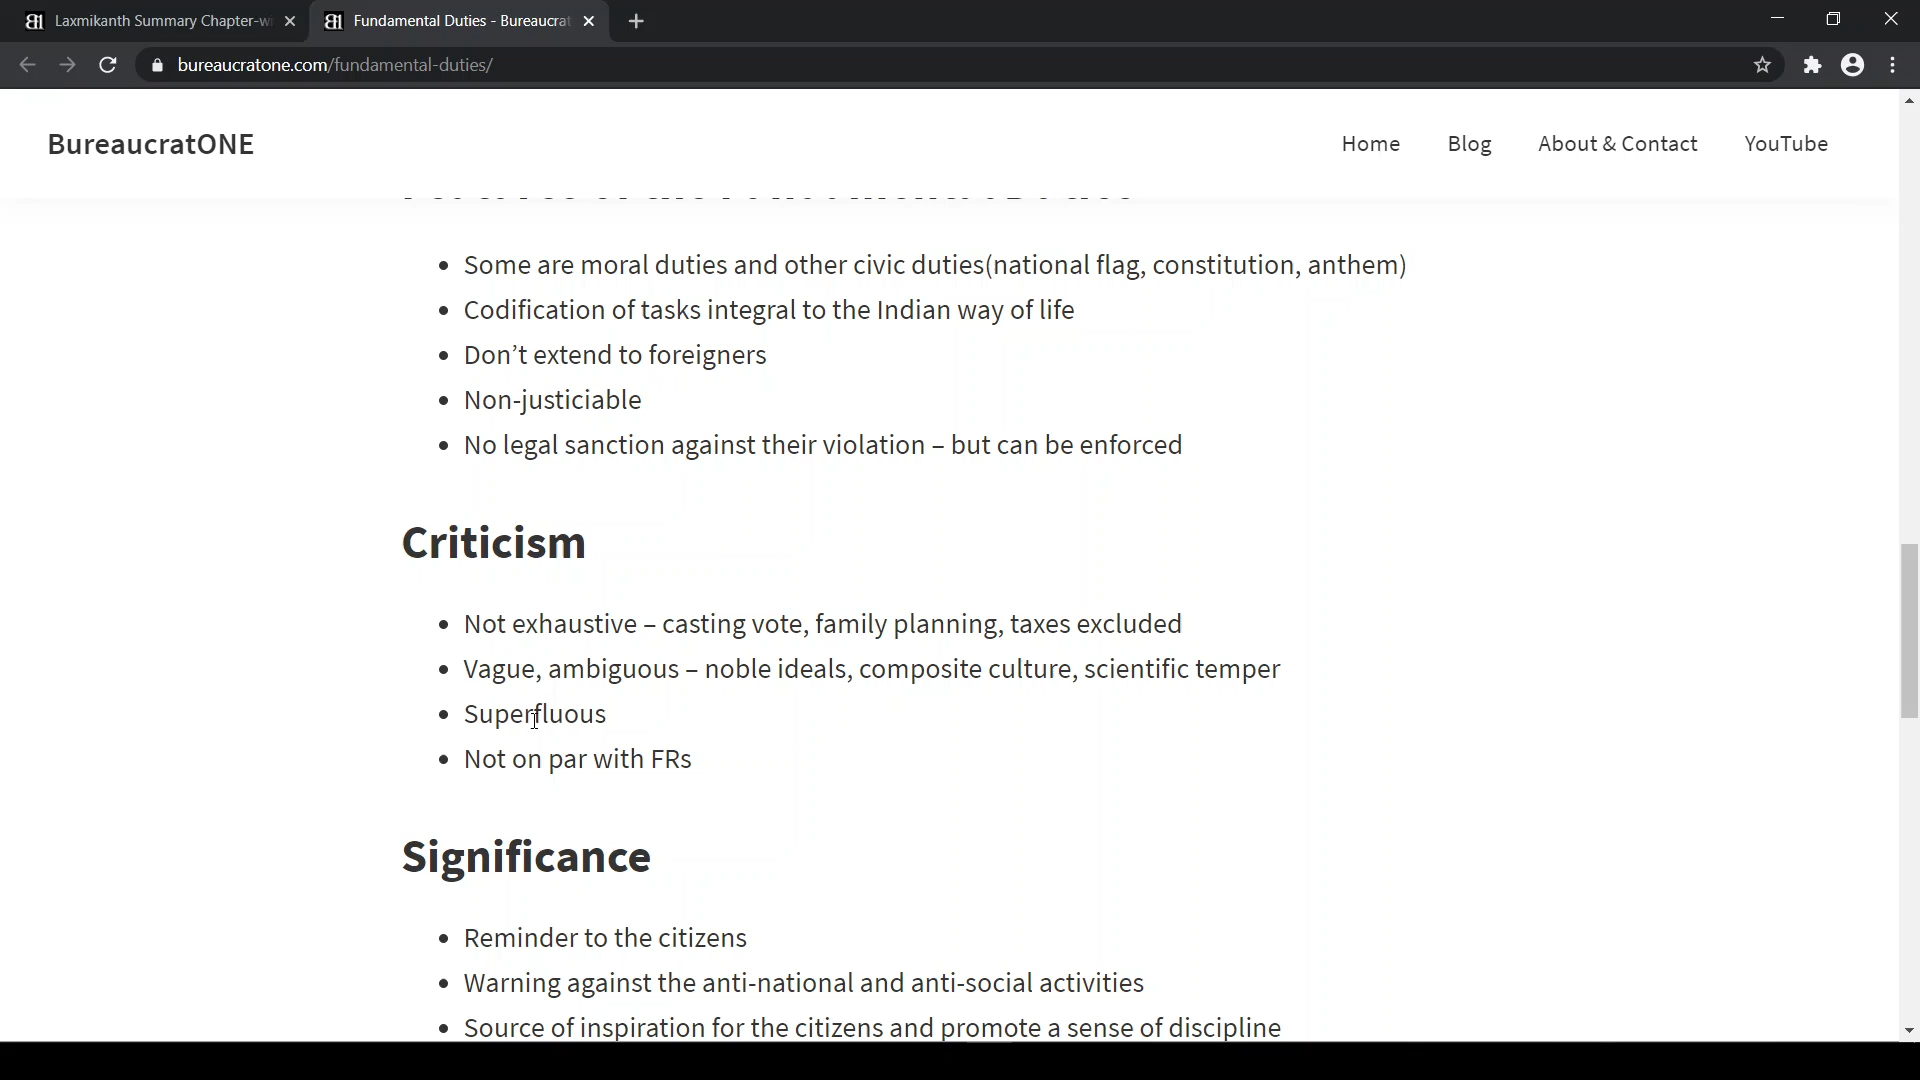 Laxmikanth Summary Chapter-wi
Fundamental Duties - Bureaucrat
bureaucratone.com/fundamental-duties/
BureaucratONE
Home Blog About & Contact YouTube
• Some are moral duties and other civic duties(national flag, constitution, anthem)
• Codification of tasks integral to the Indian way of life
• Don’t extend to foreigners
• Non-justiciable
• No legal sanction against their violation – but can be enforced
Criticism
• Not exhaustive – casting vote, family planning, taxes excluded
• Vague, ambiguous – noble ideals, composite culture, scientific temper
• Superfluous
• Not on par with FRs
Significance
• Reminder to the citizens
• Warning against the anti-national and anti-social activities
• Source of inspiration for the citizens and promote a sense of discipline